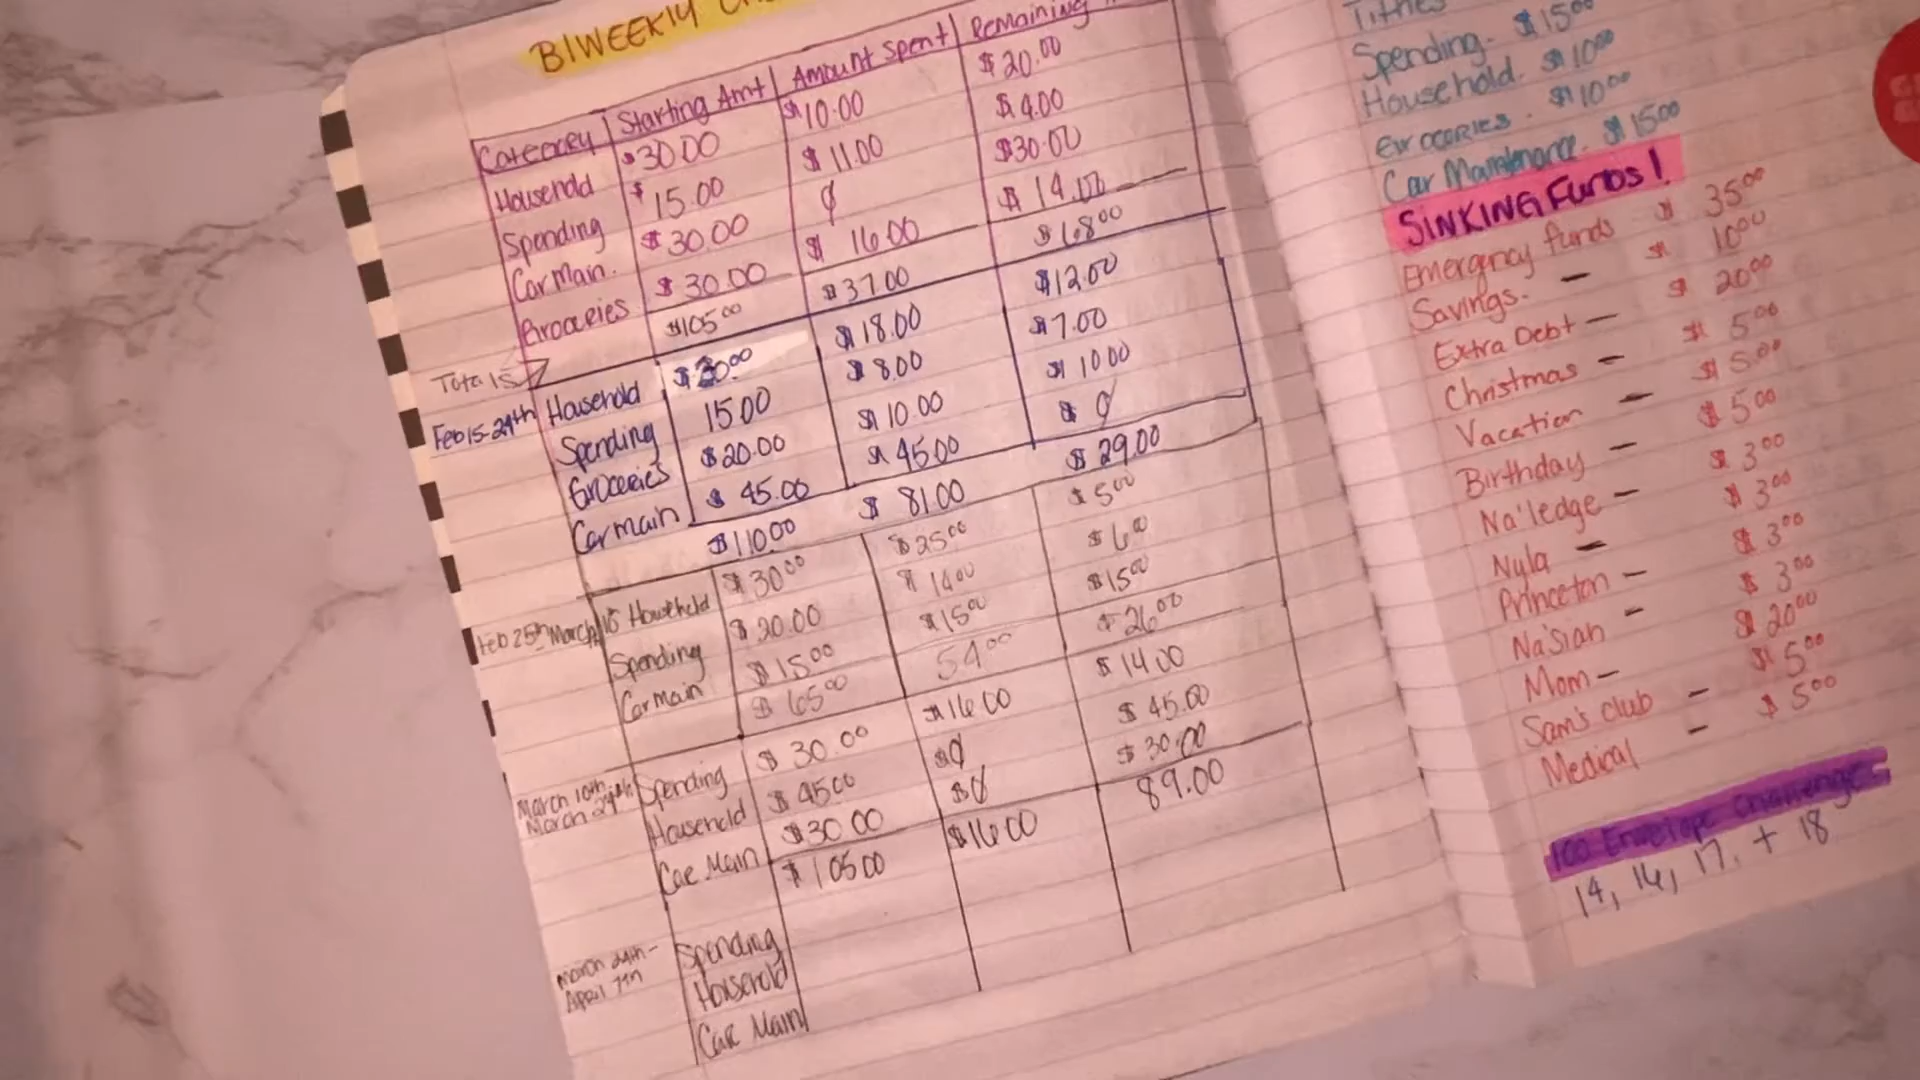 BIWEEKLY
Category | Starting Amt | Amount Spent | Remaining
Household $30.00 $10.00 $20.00
Spending $15.00 $11.00 $4.00
Car Main. $30.00 $0 $30.00
Groceries $30.00 $16.00 $14.00
Totals $105.00 $37.00 $68.00
Feb 15-24th Household $30.00 $18.00 $12.00
Spending 15.00 $8.00 $7.00
Groceries $20.00 $10.00 $10.00
Car main $45.00 $45.00 $0
$110.00 $81.00 $29.00
Feb 25th March 10 Household $30.00 $25.00 $5.00
Spending $20.00 $14.00 $6.00
Car main $15.00 $15.00 $15.00
$65.00 54.00 $26.00
March 10th March 24th Spending $30.00 $16.00 $14.00
Household $45.00 $0 $45.00
Car Main $30.00 $0 $30.00
$105.00 $16.00 89.00
March 24th- April 7th Spending
Household
Car Main
Tithes
Spending. $15.00
Household. $10.00
Groceries. $10.00
Car Maintenance. $15.00
SINKING Funds!
Emergency funds $35.00
Savings. - $10.00
Extra Debt - $20.00
Christmas - $5.00
Vacation - $5.00
Birthday - $5.00
Na'ledge - $3.00
Nyla - $3.00
Princeton - $3.00
Na'siah - $3.00
Mom - $20.00
Sam's club - $5.00
Medical - $5.00
100 Envelope Challenge
14, 16, 17, + 18